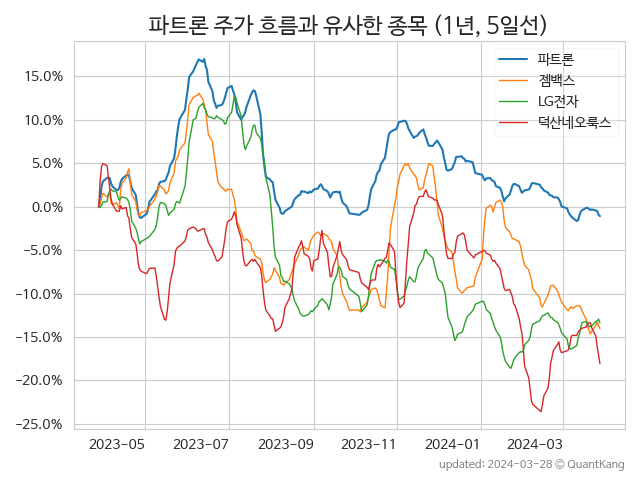 파트론 주가 흐름과 유사한 종목 (1년, 5일선)
파트론
젬백스
LG전자
덕산네오룩스
15.0%
10.0%
5.0%
0.0%
−5.0%
−10.0%
−15.0%
−20.0%
−25.0%
2023-05 2023-07 2023-09 2023-11 2024-01 2024-03
updated: 2024-03-28 © QuantKang